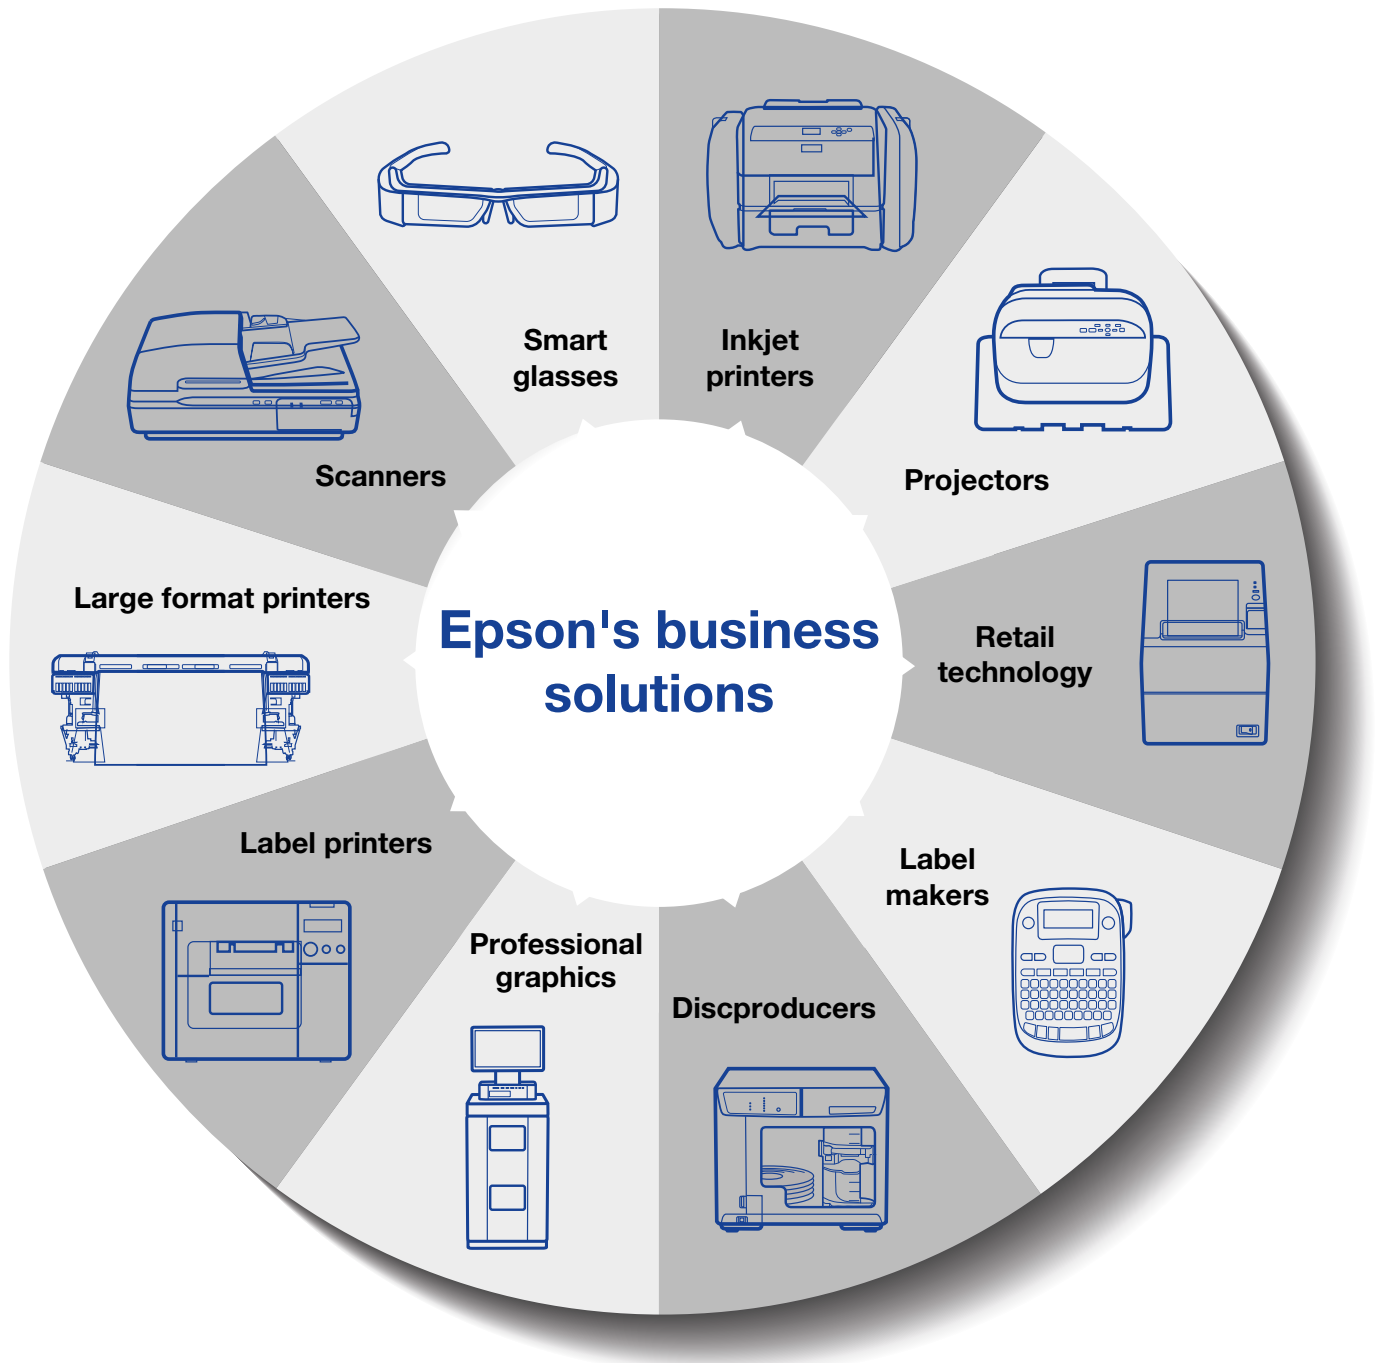 Smart
glasses
Inkjet
printers
Scanners
Projectors
Large format printers
Epson's business
solutions
Retail
technology
Label printers
Label
makers
Professional
graphics
Discproducers